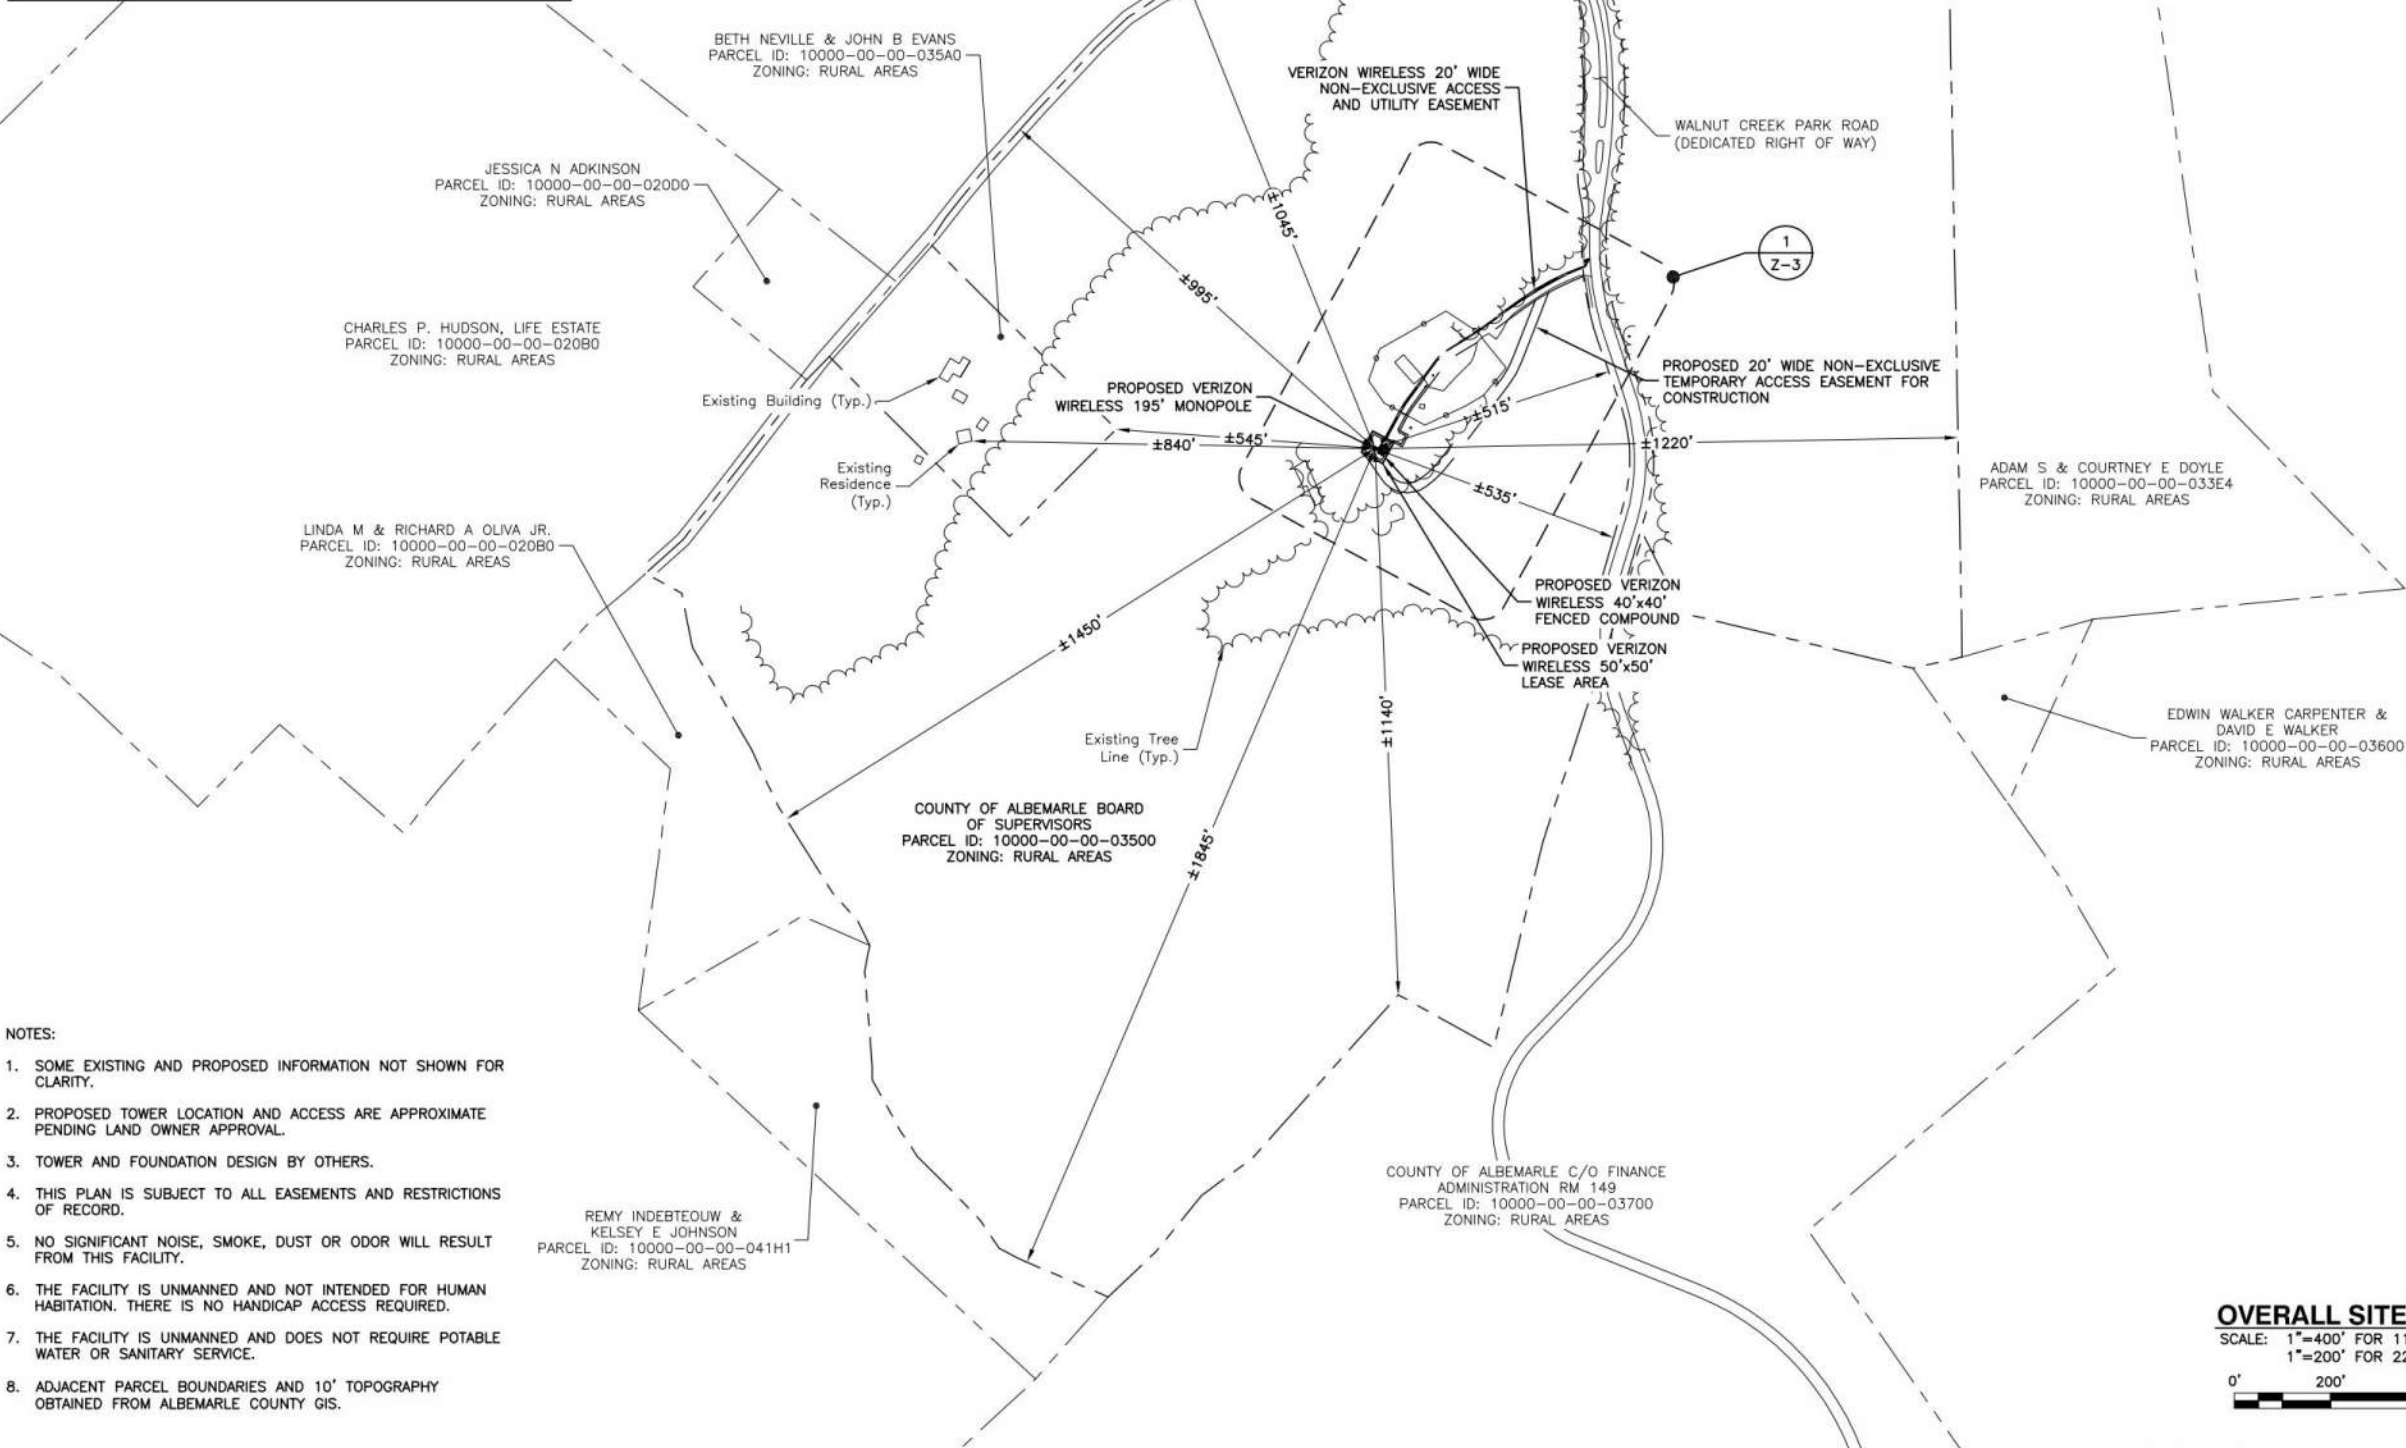 BETH NEVILLE & JOHN B EVANS
PARCEL ID: 10000-00-00-035A0
ZONING: RURAL AREAS
VERIZON WIRELESS 20' WIDE
NON-EXCLUSIVE ACCESS
AND UTILITY EASEMENT
WALNUT CREEK PARK ROAD
(DEDICATED RIGHT OF WAY)
JESSICA N ADKINSON
PARCEL ID: 10000-00-00-020D0
ZONING: RURAL AREAS
±1045'
1
Z-3
±995'
CHARLES P. HUDSON, LIFE ESTATE
PARCEL ID: 10000-00-00-020B0
ZONING: RURAL AREAS
PROPOSED 20' WIDE NON-EXCLUSIVE
TEMPORARY ACCESS EASEMENT FOR
CONSTRUCTION
Existing Building (Typ.)
PROPOSED VERIZON
WIRELESS 195' MONOPOLE
±515'
±840'
±545'
±1220'
Existing
Residence
(Typ.)
±535'
ADAM S & COURTNEY E DOYLE
PARCEL ID: 10000-00-00-033E4
ZONING: RURAL AREAS
LINDA M & RICHARD A OLIVA JR.
PARCEL ID: 10000-00-00-020B0
ZONING: RURAL AREAS
PROPOSED VERIZON
WIRELESS 40'x40'
FENCED COMPOUND
±1450'
PROPOSED VERIZON
WIRELESS 50'x50'
LEASE AREA
±1140'
Existing Tree
Line (Typ.)
EDWIN WALKER CARPENTER &
DAVID E WALKER
PARCEL ID: 10000-00-00-03600
ZONING: RURAL AREAS
COUNTY OF ALBEMARLE BOARD
OF SUPERVISORS
PARCEL ID: 10000-00-00-03500
ZONING: RURAL AREAS
±1845'
NOTES:
1. SOME EXISTING AND PROPOSED INFORMATION NOT SHOWN FOR
CLARITY.
2. PROPOSED TOWER LOCATION AND ACCESS ARE APPROXIMATE
PENDING LAND OWNER APPROVAL.
3. TOWER AND FOUNDATION DESIGN BY OTHERS.
4. THIS PLAN IS SUBJECT TO ALL EASEMENTS AND RESTRICTIONS
OF RECORD.
5. NO SIGNIFICANT NOISE, SMOKE, DUST OR ODOR WILL RESULT
FROM THIS FACILITY.
6. THE FACILITY IS UNMANNED AND NOT INTENDED FOR HUMAN
HABITATION. THERE IS NO HANDICAP ACCESS REQUIRED.
7. THE FACILITY IS UNMANNED AND DOES NOT REQUIRE POTABLE
WATER OR SANITARY SERVICE.
8. ADJACENT PARCEL BOUNDARIES AND 10' TOPOGRAPHY
OBTAINED FROM ALBEMARLE COUNTY GIS.
REMY INDEBTEOUW &
KELSEY E JOHNSON
PARCEL ID: 10000-00-00-041H1
ZONING: RURAL AREAS
COUNTY OF ALBEMARLE C/O FINANCE
ADMINISTRATION RM 149
PARCEL ID: 10000-00-00-03700
ZONING: RURAL AREAS
OVERALL SITE
SCALE: 1"=400' FOR 11
1"=200' FOR 22
0' 200'